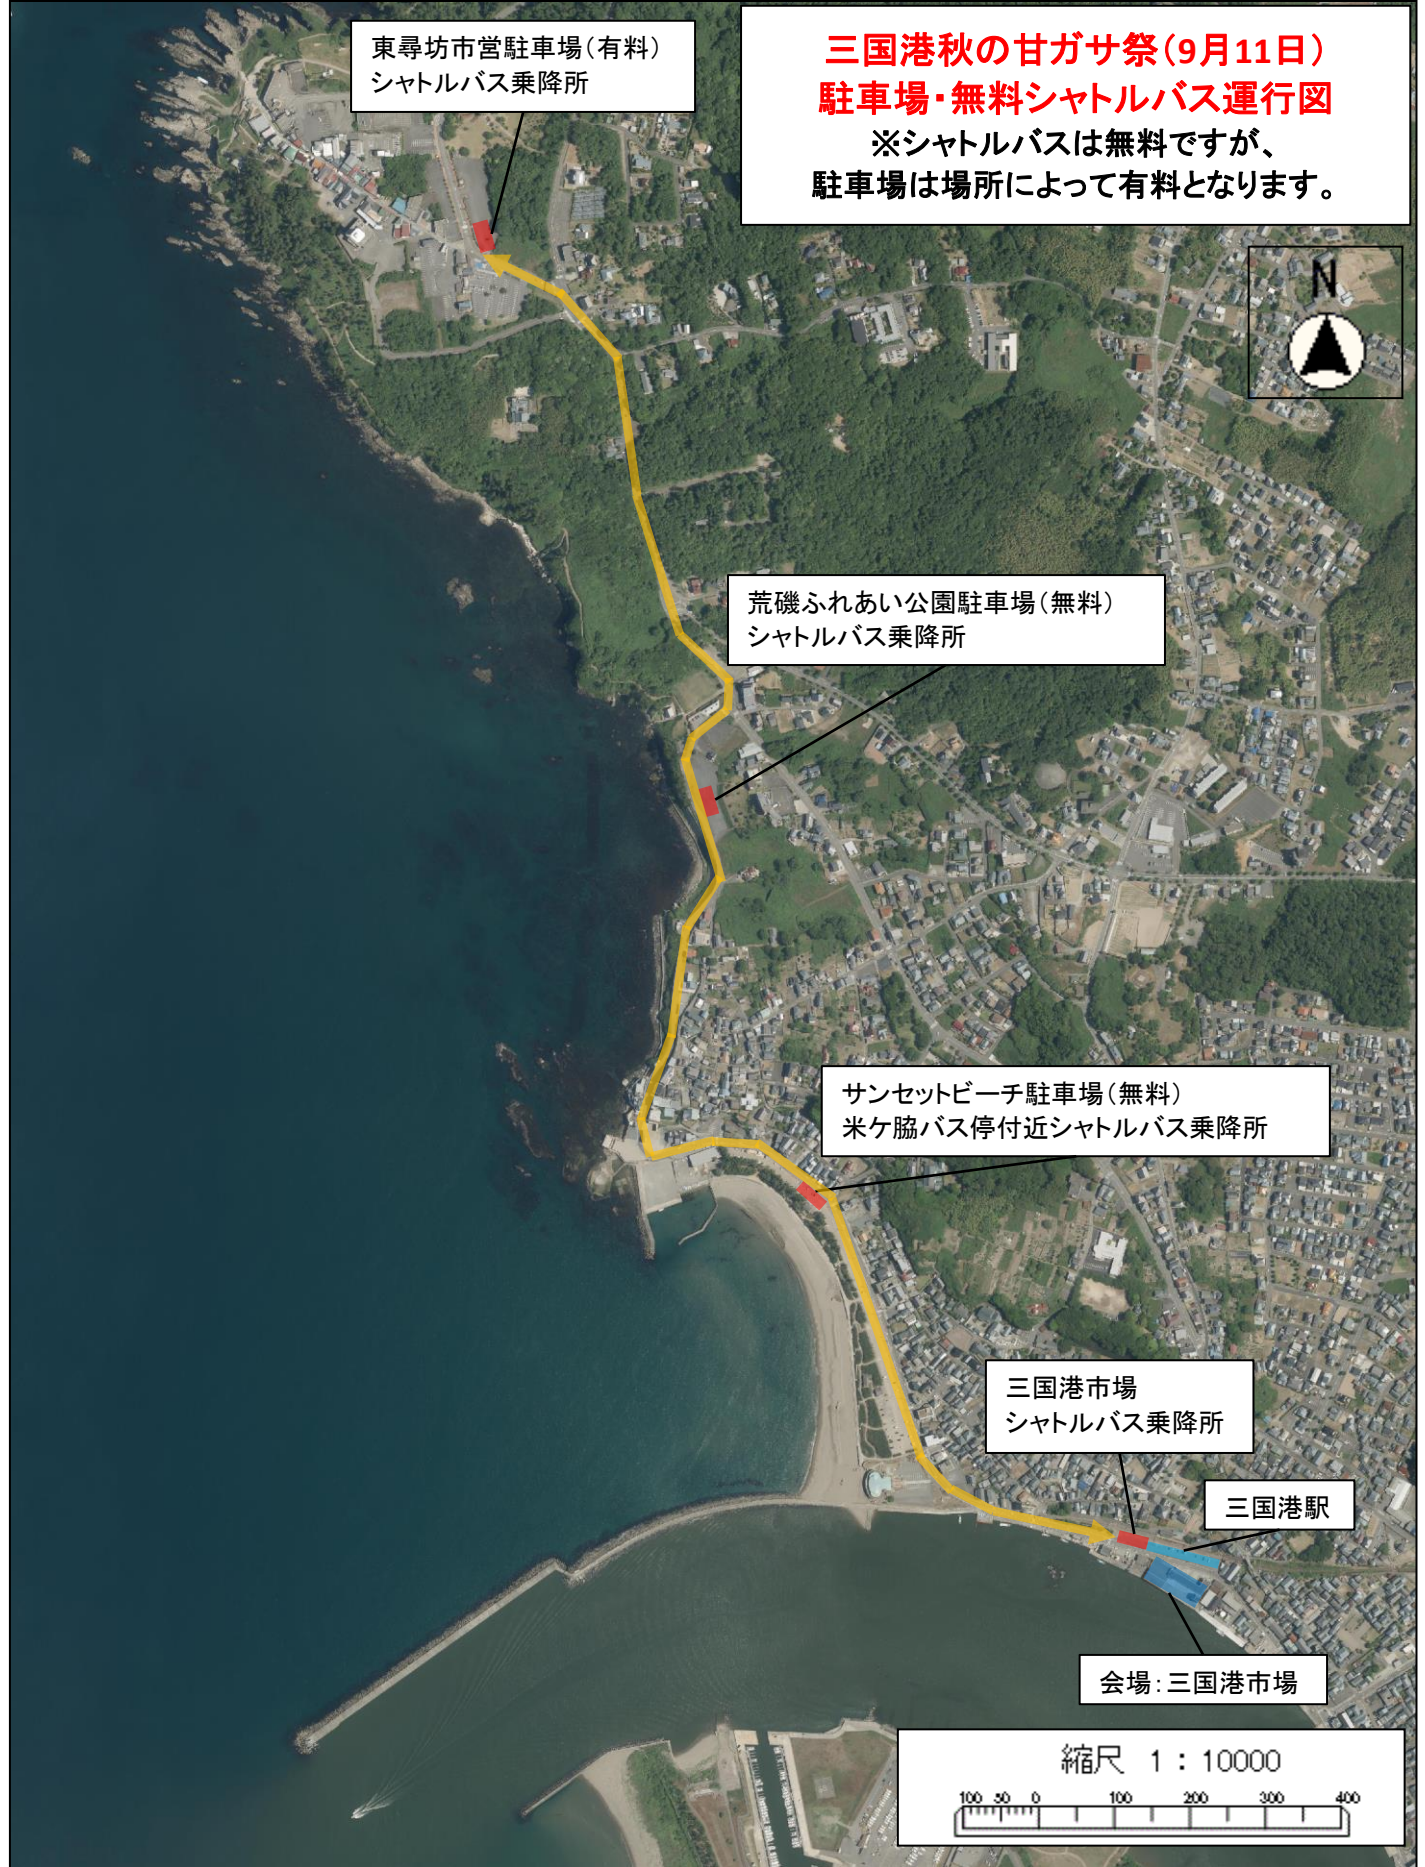 東尋坊市営駐車場(有料)
シャトルバス乗降所
三国港秋の甘ガサ祭(9月11日)
駐車場・無料シャトルバス運行図
※シャトルバスは無料ですが、
駐車場は場所によって有料となります。
N
荒磯ふれあい公園駐車場(無料)
シャトルバス乗降所
サンセットビーチ駐車場(無料)
米ケ脇バス停付近シャトルバス乗降所
三国港市場
シャトルバス乗降所
三国港駅
会場:三国港市場
縮尺 1:10000
100 50 0 100 200 300 400